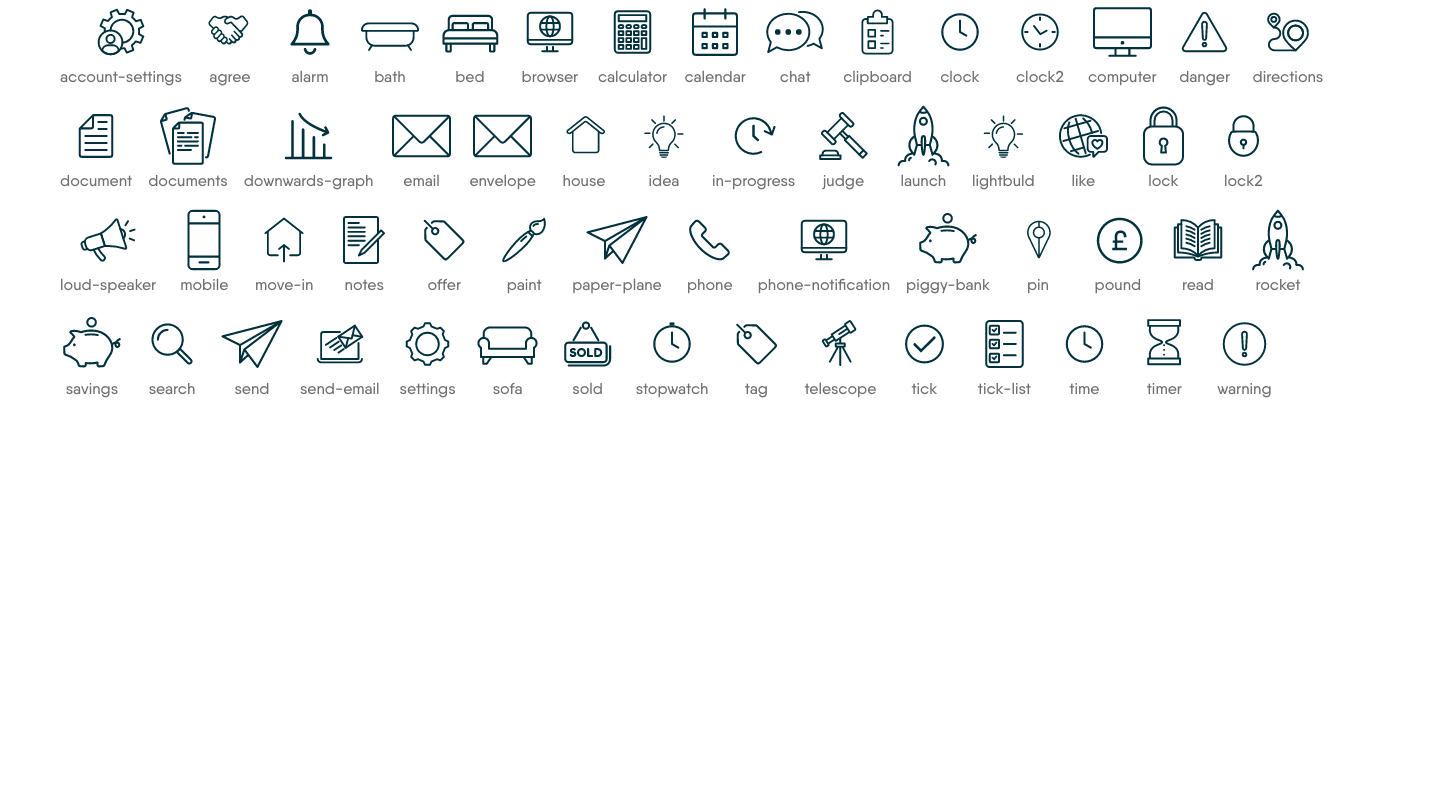 account-settings agree alarm bath bed browser calculator calendar chat clipboard clock clock2 computer danger directions
document documents downwards-graph email envelope house idea in-progress judge launch lightbuld like lock lock2
£
loud-speaker mobile move-in notes offer paint paper-plane phone phone-notification piggy-bank pin pound read rocket
SOLD
savings search send send-email settings sofa sold stopwatch tag telescope tick tick-list time timer warning